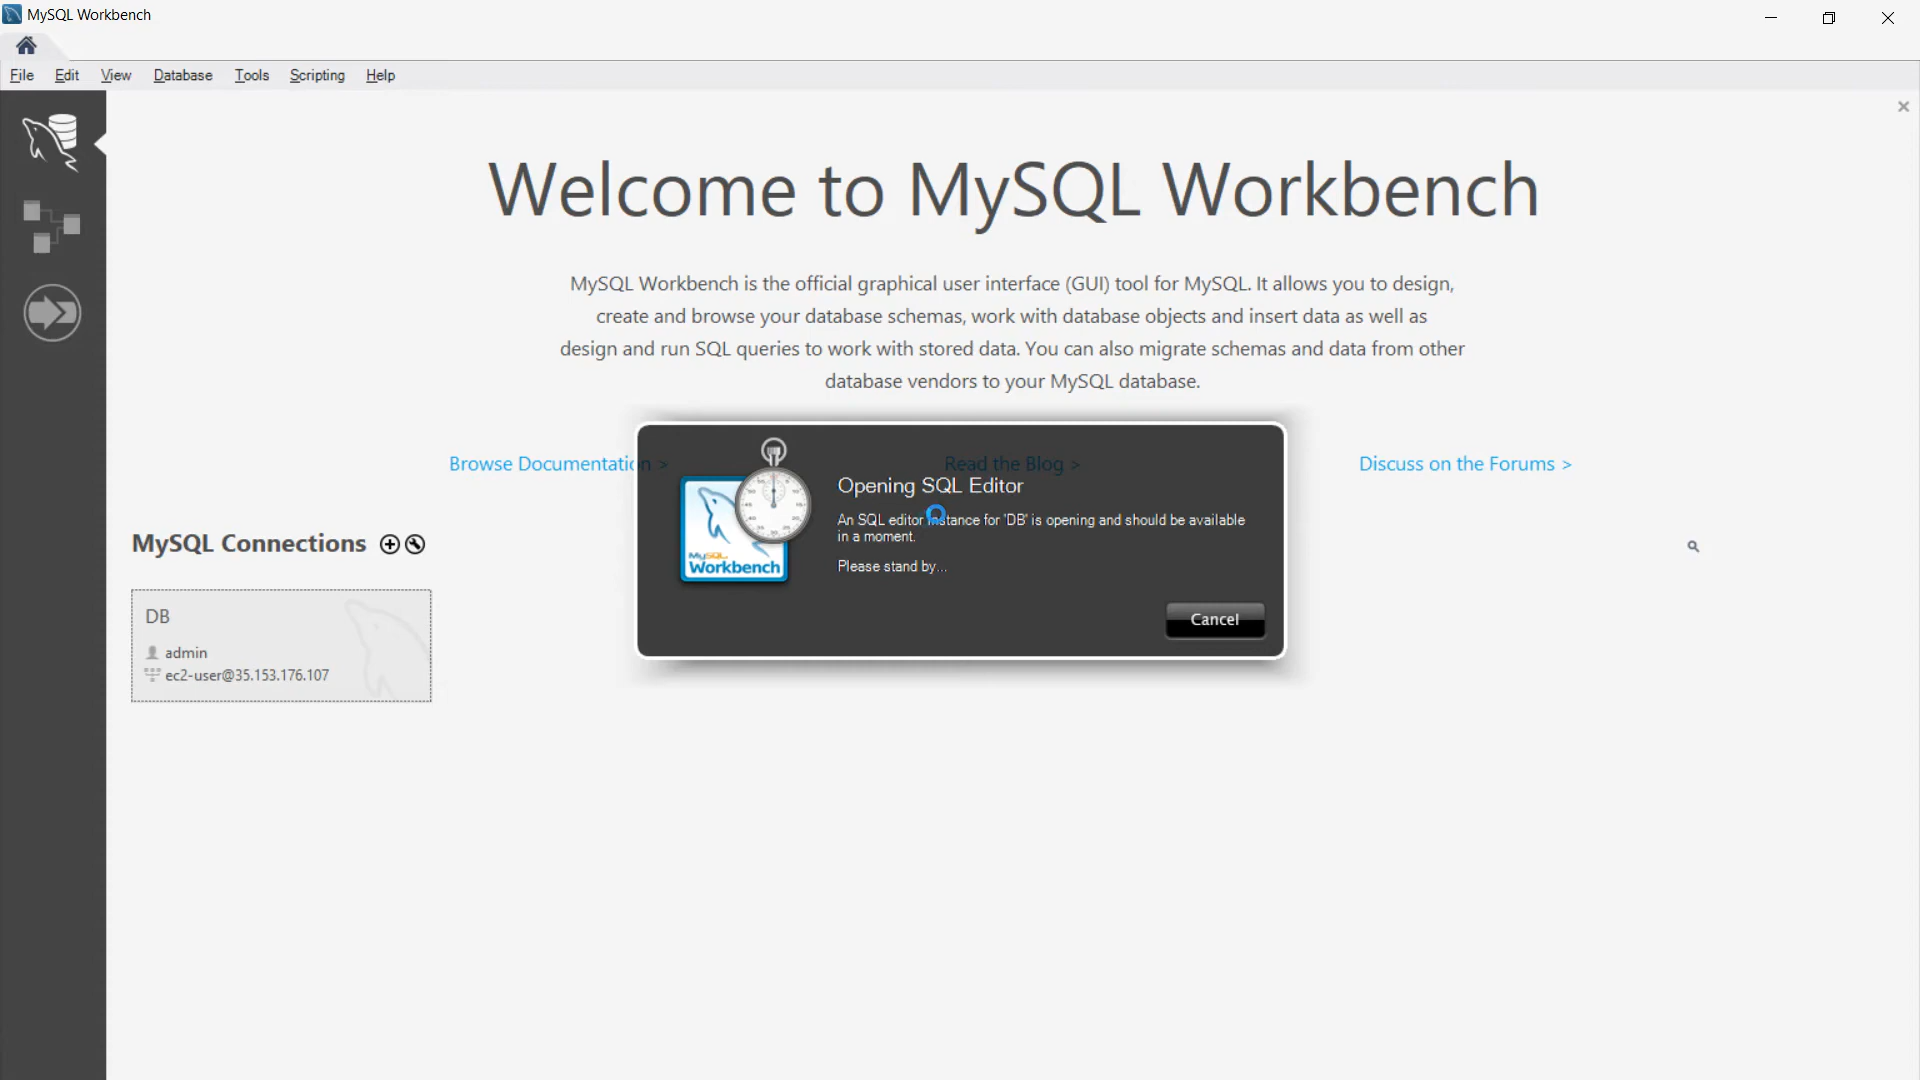 MySQL Workbench
File Edit View Database Tools Scripting Help
Welcome to MySQL Workbench
MySQL Workbench is the official graphical user interface (GUI) tool for MySQL. It allows you to design,
create and browse your database schemas, work with database objects and insert data as well as
design and run SQL queries to work with stored data. You can also migrate schemas and data from other
database vendors to your MySQL database.
Browse Documentation > Read the Blog > Discuss on the Forums >
Opening SQL Editor
An SQL editor instance for 'DB' is opening and should be available
in a moment.
Please stand by...
MySQL
Workbench
Cancel
MySQL Connections
DB
admin
ec2-user@35.153.176.107